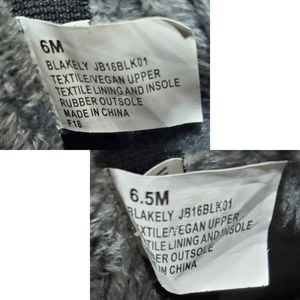 6M
BLAKELY JB16BLK01
TEXTILE/VEGAN UPPER
TEXTILE LINING AND INSOLE
RUBBER OUTSOLE
MADE IN CHINA
F18
6.5M
BLAKELY JB16BLK01
TEXTILE/VEGAN UPPER
TEXTILE LINING AND INSOLE
RUBBER OUTSOLE
MADE IN CHINA